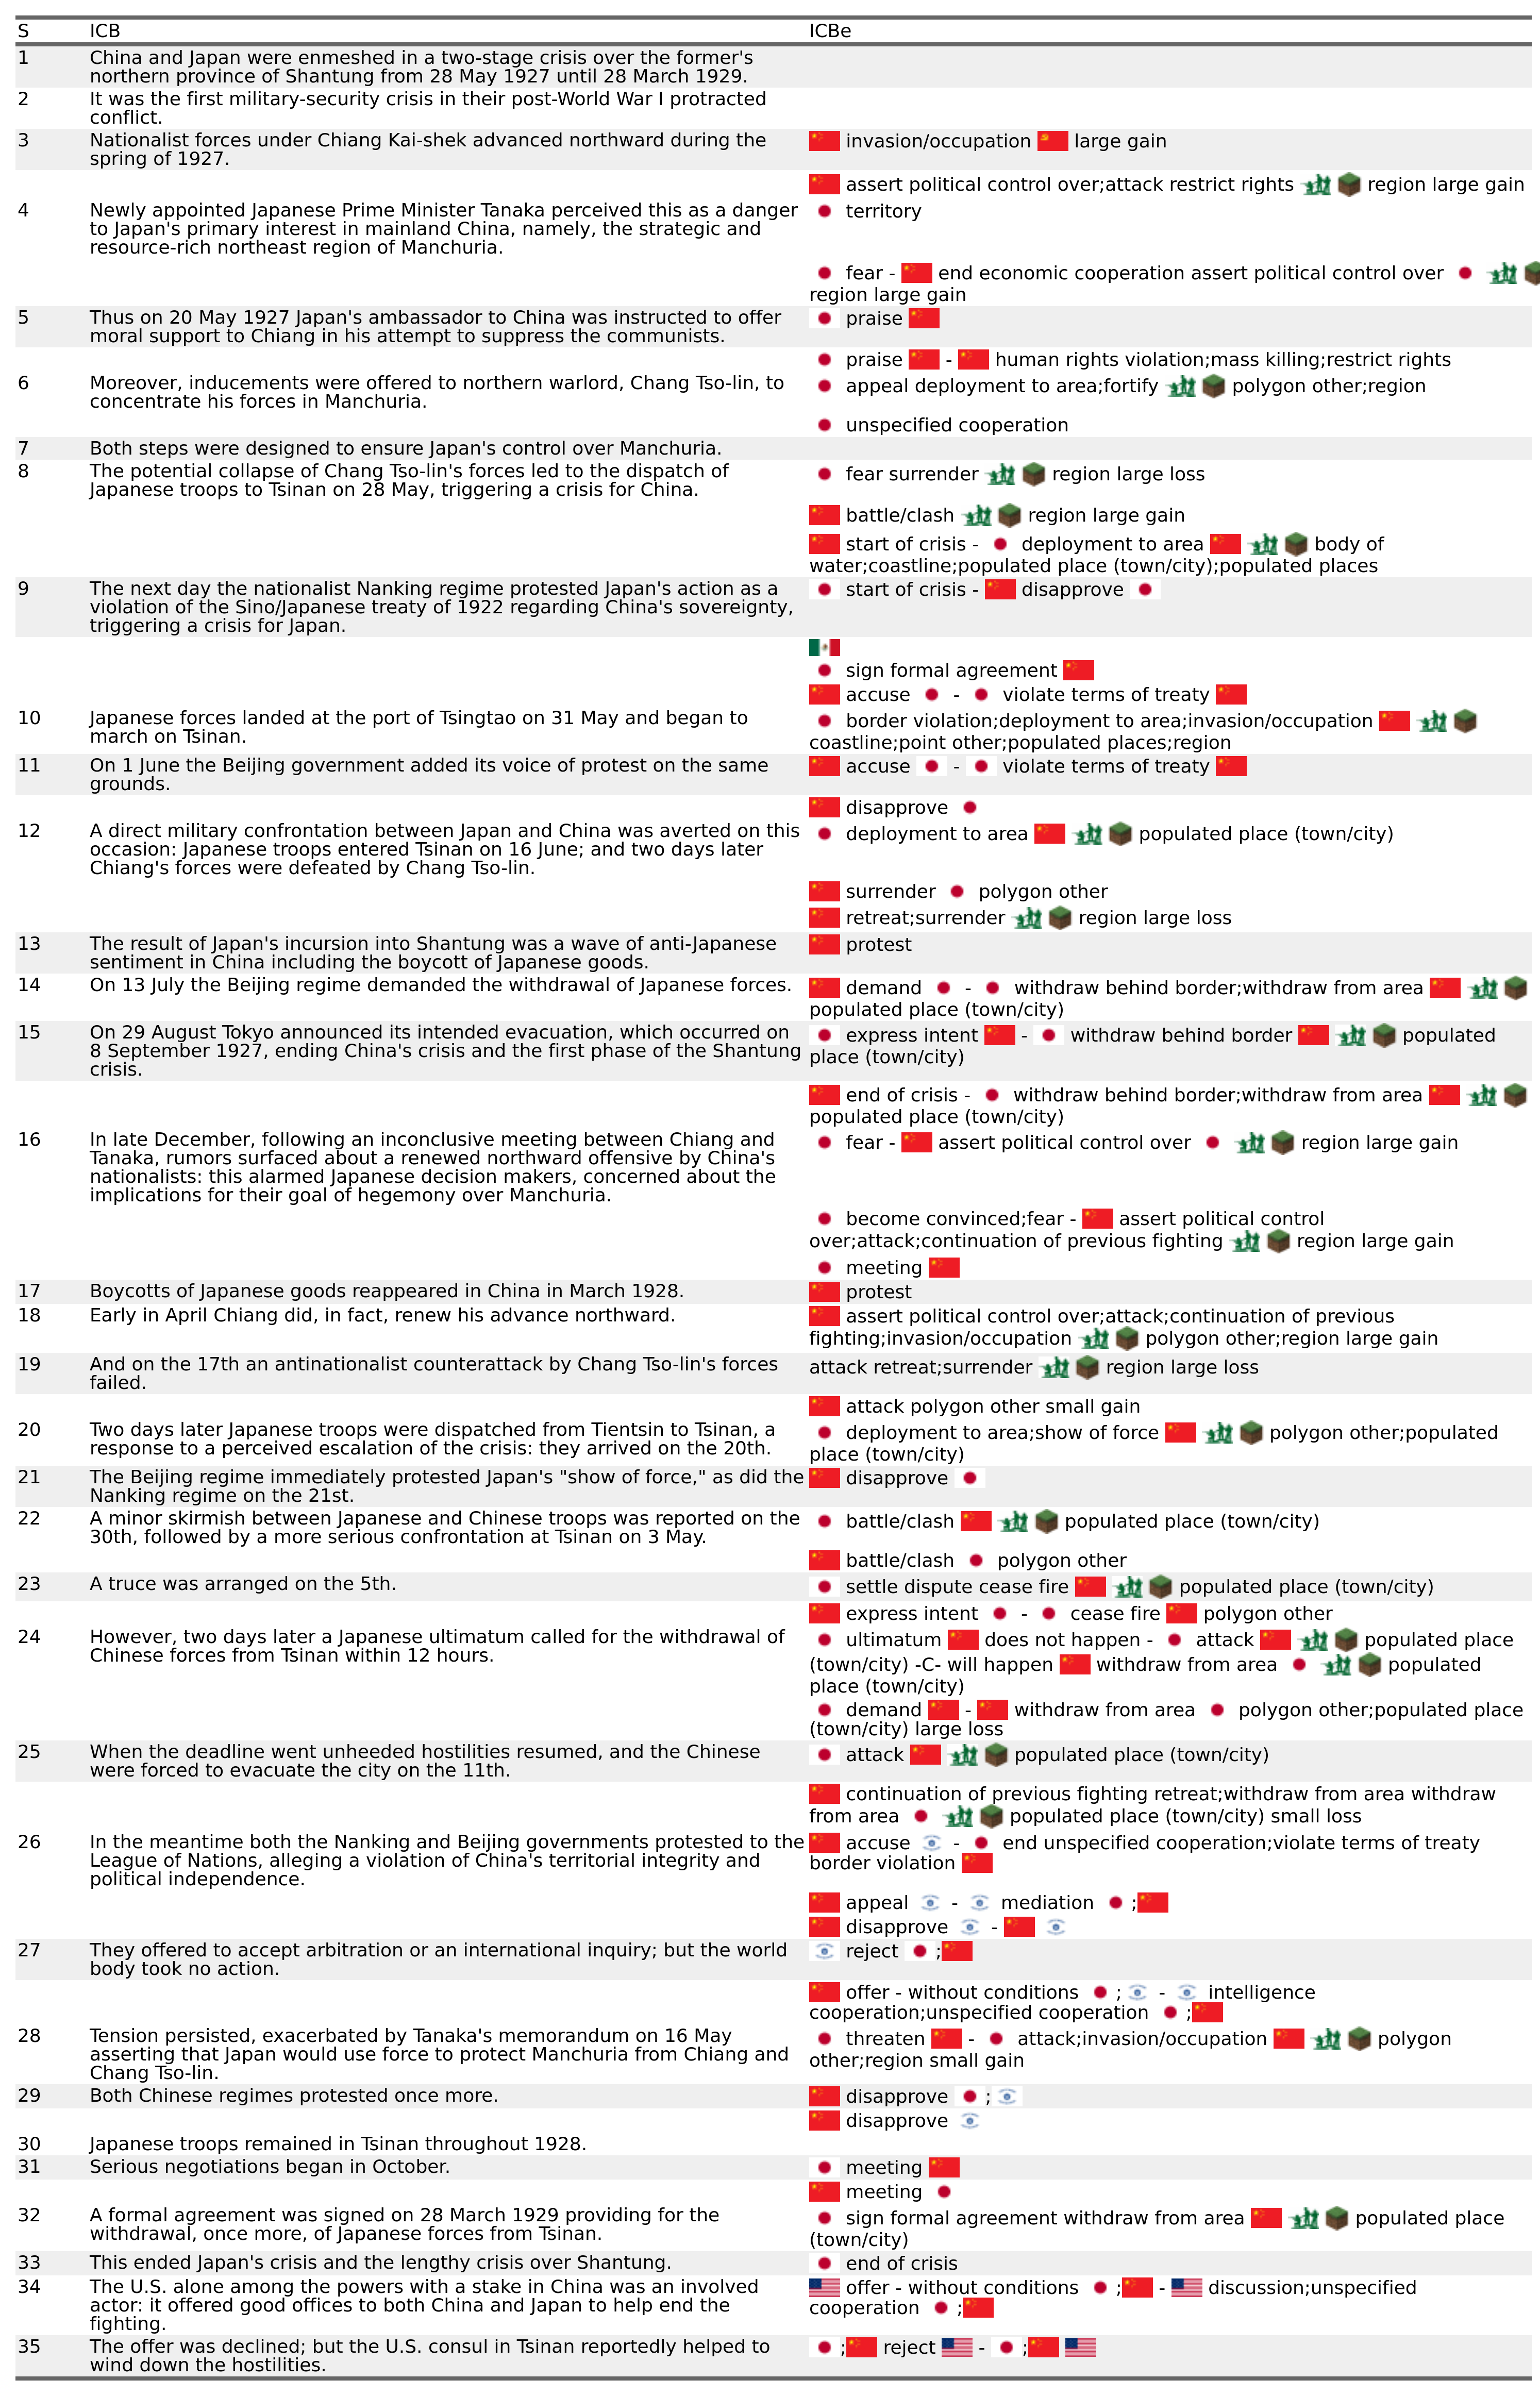 S ICB ICBe
1 China and Japan were enmeshed in a two-stage crisis over the former's
northern province of Shantung from 28 May 1927 until 28 March 1929.
2 It was the first military-security crisis in their post-World War I protracted
conflict.
3 Nationalist forces under Chiang Kai-shek advanced northward during the
spring of 1927.
invasion/occupation large gain
assert political control over;attack restrict rights region large gain
4 Newly appointed Japanese Prime Minister Tanaka perceived this as a danger
to Japan's primary interest in mainland China, namely, the strategic and
resource-rich northeast region of Manchuria.
territory
fear - end economic cooperation assert political control over
region large gain
5 Thus on 20 May 1927 Japan's ambassador to China was instructed to offer
moral support to Chiang in his attempt to suppress the communists.
praise
praise - human rights violation;mass killing;restrict rights
6 Moreover, inducements were offered to northern warlord, Chang Tso-lin, to
concentrate his forces in Manchuria.
appeal deployment to area;fortify polygon other;region
unspecified cooperation
7 Both steps were designed to ensure Japan's control over Manchuria.
8 The potential collapse of Chang Tso-lin's forces led to the dispatch of
Japanese troops to Tsinan on 28 May, triggering a crisis for China.
fear surrender region large loss
battle/clash region large gain
start of crisis - deployment to area body of
water;coastline;populated place (town/city);populated places
9 The next day the nationalist Nanking regime protested Japan's action as a
violation of the Sino/Japanese treaty of 1922 regarding China's sovereignty,
triggering a crisis for Japan.
start of crisis - disapprove
sign formal agreement
accuse - violate terms of treaty
10 Japanese forces landed at the port of Tsingtao on 31 May and began to
march on Tsinan.
border violation;deployment to area;invasion/occupation
coastline;point other;populated places;region
11 On 1 June the Beijing government added its voice of protest on the same
grounds.
accuse - violate terms of treaty
disapprove
12 A direct military confrontation between Japan and China was averted on this
occasion: Japanese troops entered Tsinan on 16 June; and two days later
Chiang's forces were defeated by Chang Tso-lin.
deployment to area populated place (town/city)
surrender polygon other
retreat;surrender region large loss
13 The result of Japan's incursion into Shantung was a wave of anti-Japanese
sentiment in China including the boycott of Japanese goods.
protest
14 On 13 July the Beijing regime demanded the withdrawal of Japanese forces.
demand - withdraw behind border;withdraw from area
populated place (town/city)
15 On 29 August Tokyo announced its intended evacuation, which occurred on
8 September 1927, ending China's crisis and the first phase of the Shantung
crisis.
express intent - withdraw behind border populated
place (town/city)
end of crisis - withdraw behind border;withdraw from area
populated place (town/city)
16 In late December, following an inconclusive meeting between Chiang and
Tanaka, rumors surfaced about a renewed northward offensive by China's
nationalists: this alarmed Japanese decision makers, concerned about the
implications for their goal of hegemony over Manchuria.
fear - assert political control over region large gain
become convinced;fear - assert political control
over;attack;continuation of previous fighting region large gain
meeting
17 Boycotts of Japanese goods reappeared in China in March 1928.
protest
18 Early in April Chiang did, in fact, renew his advance northward.
assert political control over;attack;continuation of previous
fighting;invasion/occupation polygon other;region large gain
19 And on the 17th an antinationalist counterattack by Chang Tso-lin's forces
failed.
attack retreat;surrender region large loss
attack polygon other small gain
20 Two days later Japanese troops were dispatched from Tientsin to Tsinan, a
response to a perceived escalation of the crisis: they arrived on the 20th.
deployment to area;show of force polygon other;populated
place (town/city)
21 The Beijing regime immediately protested Japan's "show of force," as did the
Nanking regime on the 21st.
disapprove
22 A minor skirmish between Japanese and Chinese troops was reported on the
30th, followed by a more serious confrontation at Tsinan on 3 May.
battle/clash populated place (town/city)
battle/clash polygon other
23 A truce was arranged on the 5th.
settle dispute cease fire populated place (town/city)
express intent - cease fire polygon other
24 However, two days later a Japanese ultimatum called for the withdrawal of
Chinese forces from Tsinan within 12 hours.
ultimatum does not happen - attack populated place
(town/city) -C- will happen withdraw from area populated
place (town/city)
demand - withdraw from area polygon other;populated place
(town/city) large loss
25 When the deadline went unheeded hostilities resumed, and the Chinese
were forced to evacuate the city on the 11th.
attack populated place (town/city)
continuation of previous fighting retreat;withdraw from area withdraw
from area populated place (town/city) small loss
26 In the meantime both the Nanking and Beijing governments protested to the
League of Nations, alleging a violation of China's territorial integrity and
political independence.
accuse - end unspecified cooperation;violate terms of treaty
border violation
appeal - mediation ;
disapprove -
27 They offered to accept arbitration or an international inquiry; but the world
body took no action.
reject ;
offer - without conditions ; - intelligence
cooperation;unspecified cooperation ;
28 Tension persisted, exacerbated by Tanaka's memorandum on 16 May
asserting that Japan would use force to protect Manchuria from Chiang and
Chang Tso-lin.
threaten - attack;invasion/occupation polygon
other;region small gain
29 Both Chinese regimes protested once more.
disapprove ;
disapprove
30 Japanese troops remained in Tsinan throughout 1928.
31 Serious negotiations began in October.
meeting
meeting
32 A formal agreement was signed on 28 March 1929 providing for the
withdrawal, once more, of Japanese forces from Tsinan.
sign formal agreement withdraw from area populated place
(town/city)
33 This ended Japan's crisis and the lengthy crisis over Shantung.
end of crisis
34 The U.S. alone among the powers with a stake in China was an involved
actor: it offered good offices to both China and Japan to help end the
fighting.
offer - without conditions ; - discussion;unspecified
cooperation ;
35 The offer was declined; but the U.S. consul in Tsinan reportedly helped to
wind down the hostilities.
; reject - ;